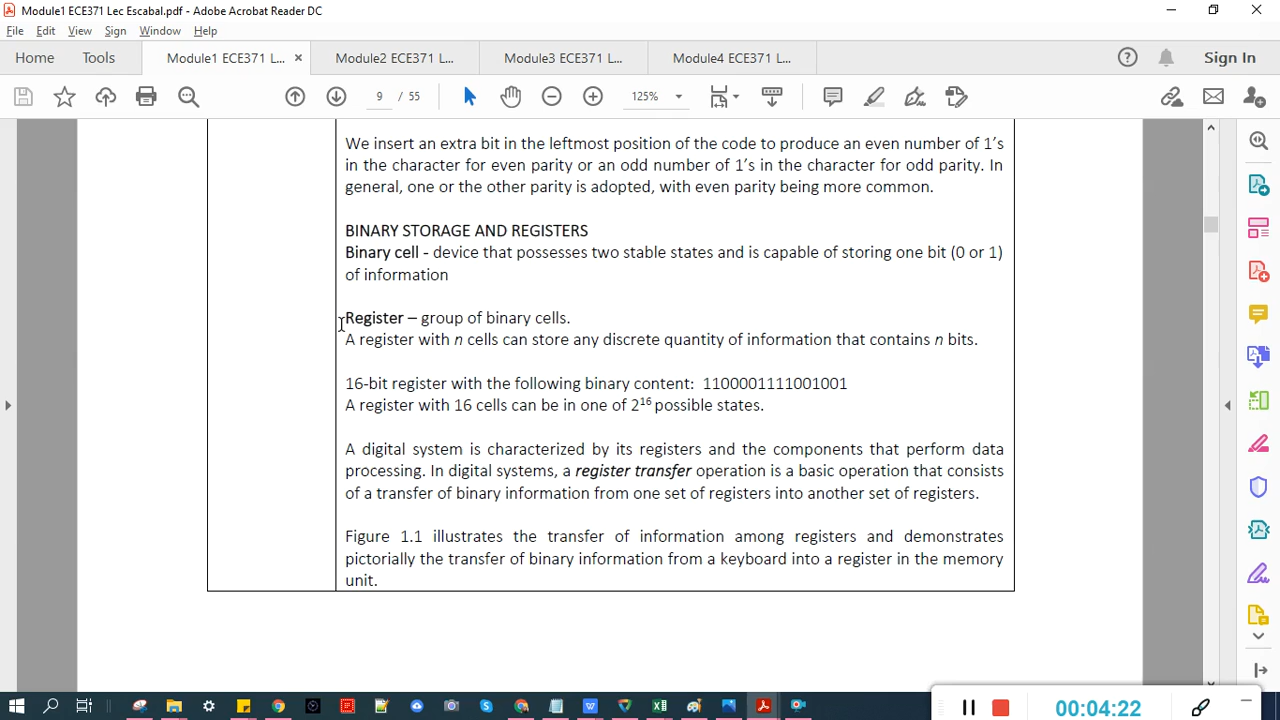 Module1 ECE371 Lec Escabal.pdf - Adobe Acrobat Reader DC
File Edit View Sign Window Help
Home Tools Module1 ECE371 L... × Module2 ECE371 L... Module3 ECE371 L... Module4 ECE371 L... Sign In
9 / 55 125%
We insert an extra bit in the leftmost position of the code to produce an even number of 1’s
in the character for even parity or an odd number of 1’s in the character for odd parity. In
general, one or the other parity is adopted, with even parity being more common.
BINARY STORAGE AND REGISTERS
Binary cell - device that possesses two stable states and is capable of storing one bit (0 or 1)
of information
Register – group of binary cells.
A register with n cells can store any discrete quantity of information that contains n bits.
16-bit register with the following binary content: 1100001111001001
A register with 16 cells can be in one of 2¹⁶ possible states.
A digital system is characterized by its registers and the components that perform data
processing. In digital systems, a register transfer operation is a basic operation that consists
of a transfer of binary information from one set of registers into another set of registers.
Figure 1.1 illustrates the transfer of information among registers and demonstrates
pictorially the transfer of binary information from a keyboard into a register in the memory
unit.
00:04:22